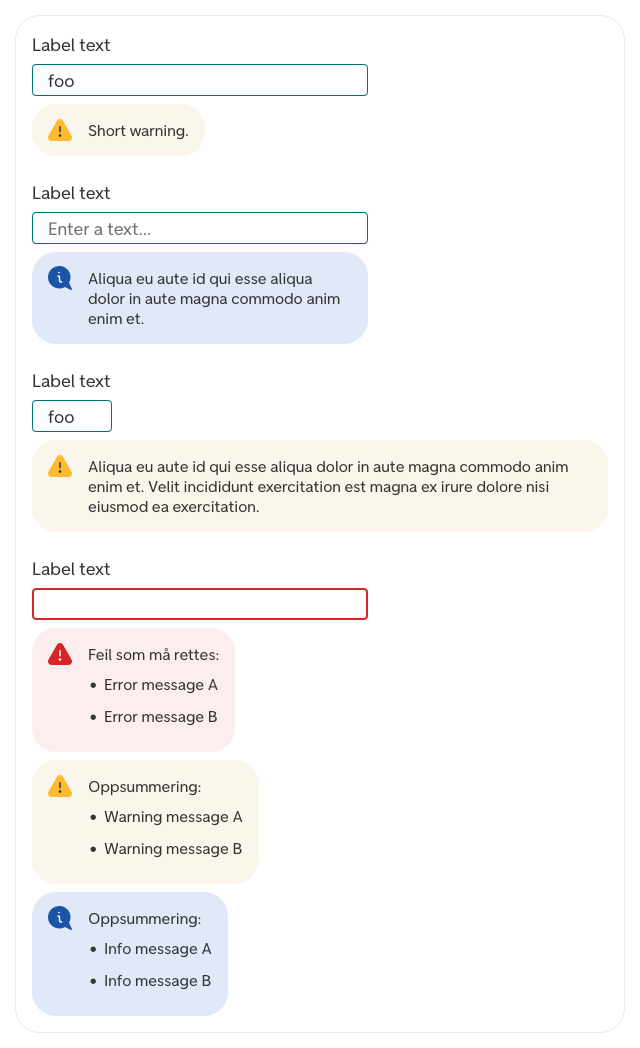 Label text
foo
Short warning.
Label text
Enter a text...
Aliqua eu aute id qui esse aliqua
dolor in aute magna commodo anim
enim et.
Label text
foo
Aliqua eu aute id qui esse aliqua dolor in aute magna commodo anim
enim et. Velit incididunt exercitation est magna ex irure dolore nisi
eiusmod ea exercitation.
Label text
Feil som må rettes:
• Error message A
• Error message B
Oppsummering:
• Warning message A
• Warning message B
Oppsummering:
• Info message A
• Info message B